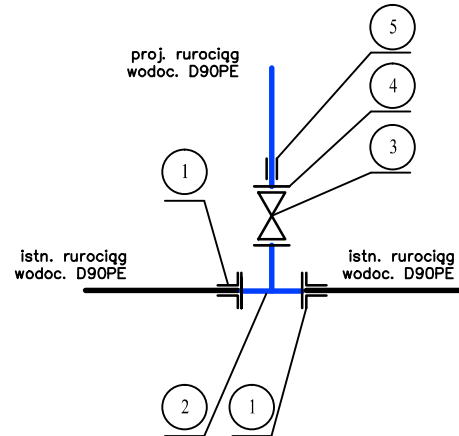 5
proj. rurociąg
wodoc. D90PE
4
3
1
istn. rurociąg
wodoc. D90PE
istn. rurociąg
wodoc. D90PE
2
1